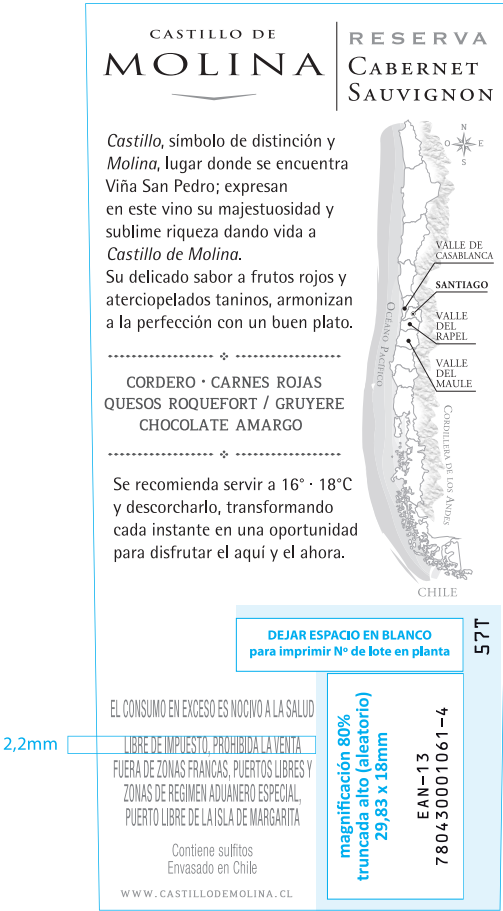 CASTILLO DE
MOLINA
RESERVA
CABERNET
SAUVIGNON
Castillo, símbolo de distinción y
Molina, lugar donde se encuentra
Viña San Pedro; expresan
en este vino su majestuosidad y
sublime riqueza dando vida a
Castillo de Molina.
Su delicado sabor a frutos rojos y
aterciopelados taninos, armonizan
a la perfección con un buen plato.
CORDERO · CARNES ROJAS
QUESOS ROQUEFORT / GRUYERE
CHOCOLATE AMARGO
Se recomienda servir a 16° · 18°C
y descorcharlo, transformando
cada instante en una oportunidad
para disfrutar el aquí y el ahora.
N
O
E
S
VALLE DE
CASABLANCA
SANTIAGO
VALLE
DEL
RAPEL
VALLE
DEL
MAULE
OCEANO PACIFICO
CORDILLERA DE LOS ANDES
CHILE
DEJAR ESPACIO EN BLANCO
para imprimir Nº de lote en planta
57T
EL CONSUMO EN EXCESO ES NOCIVO A LA SALUD
2,2mm
LIBRE DE IMPUESTO, PROHIBIDA LA VENTA
FUERA DE ZONAS FRANCAS, PUERTOS LIBRES Y
ZONAS DE REGIMEN ADUANERO ESPECIAL,
PUERTO LIBRE DE LA ISLA DE MARGARITA
Contiene sulfitos
Envasado en Chile
WWW.CASTILLODEMOLINA.CL
magnificación 80%
truncada alto (aleatorio)
29,83 x 18mm
EAN-13
780430001061-4